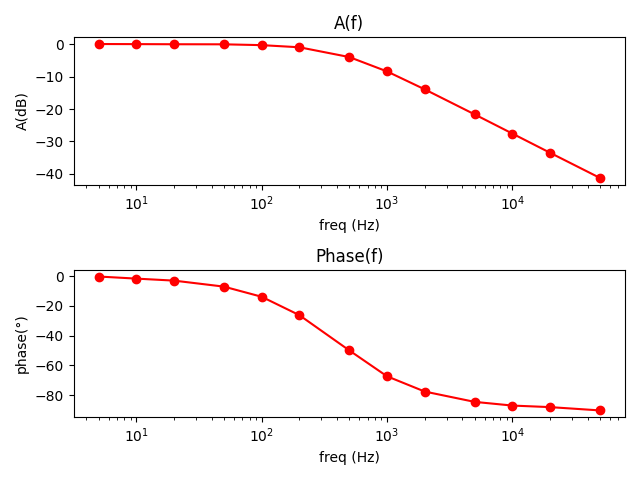 A(f)
0
−10
−20
−30
−40
A(dB)
10¹ 10² 10³ 10⁴
freq (Hz)
Phase(f)
0
−20
−40
−60
−80
phase(°)
10¹ 10² 10³ 10⁴
freq (Hz)